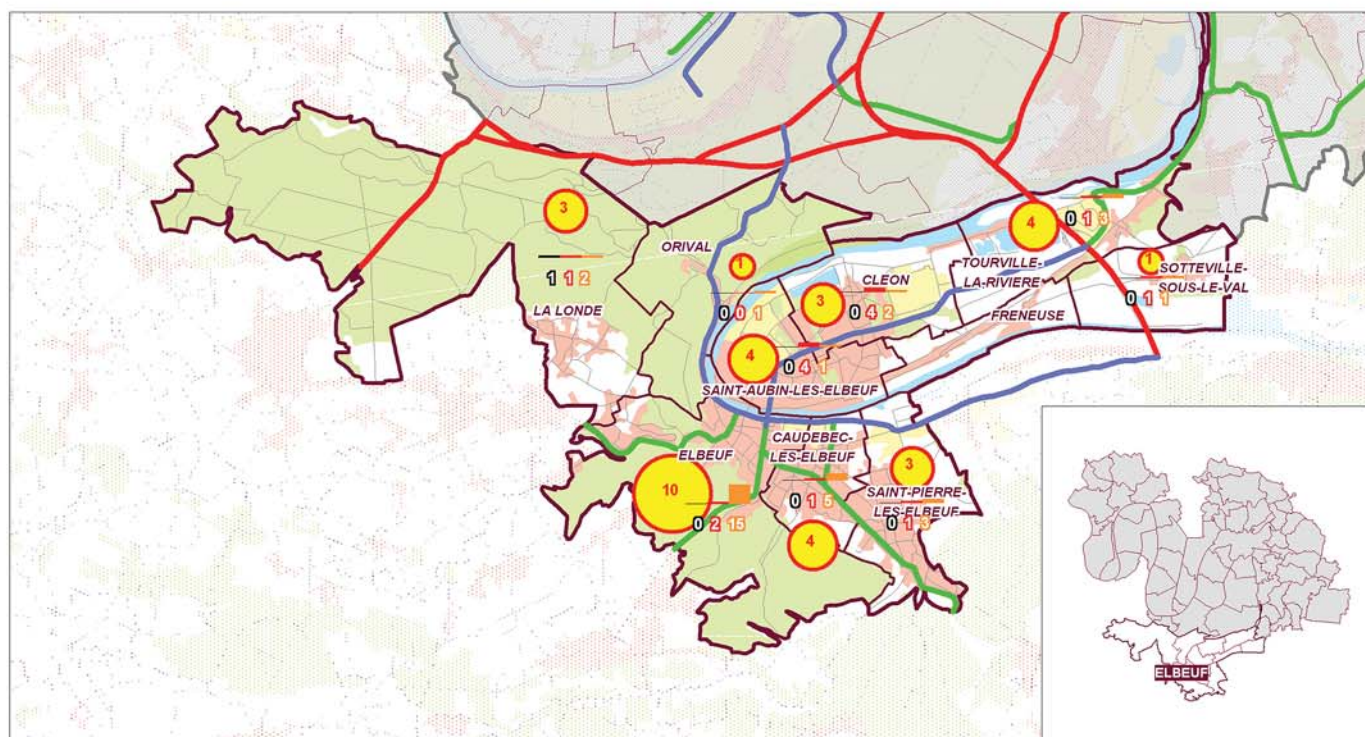 3
1 1 2
LA LONDE
ORIVAL
1
0 0 1
3
CLEON
0 4 2
4
0 1 3
TOURVILLE-
LA-RIVIERE
1
SOTTEVILLE-
SOUS-LE-VAL
0 1 1
FRENEUSE
4
0 4 1
SAINT-AUBIN-LES-ELBEUF
ELBEUF
10
0 2 15
CAUDEBEC-
LES-ELBEUF
0 1 5
4
3
SAINT-PIERRE-
LES-ELBEUF
0 1 3
ELBEUF